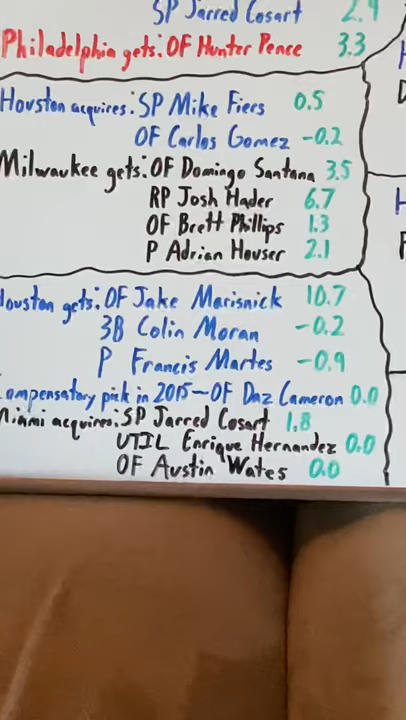 SP Jarred Cosart 2.4
Philadelphia gets: OF Hunter Pence 3.3
Houston acquires: SP Mike Fiers 0.5
OF Carlos Gomez -0.2
Milwaukee gets: OF Domingo Santana 3.5
RP Josh Hader 6.7
OF Brett Phillips 1.3
P Adrian Houser 2.1
Houston gets: OF Jake Marisnick 10.7
3B Colin Moran -0.2
P Francis Martes -0.9
ompensatory pick in 2015-OF Daz Cameron 0.0
Miami acquires: SP Jarred Cosart 1.8
UTIL Enrique Hernandez 0.0
OF Austin Wates 0.0